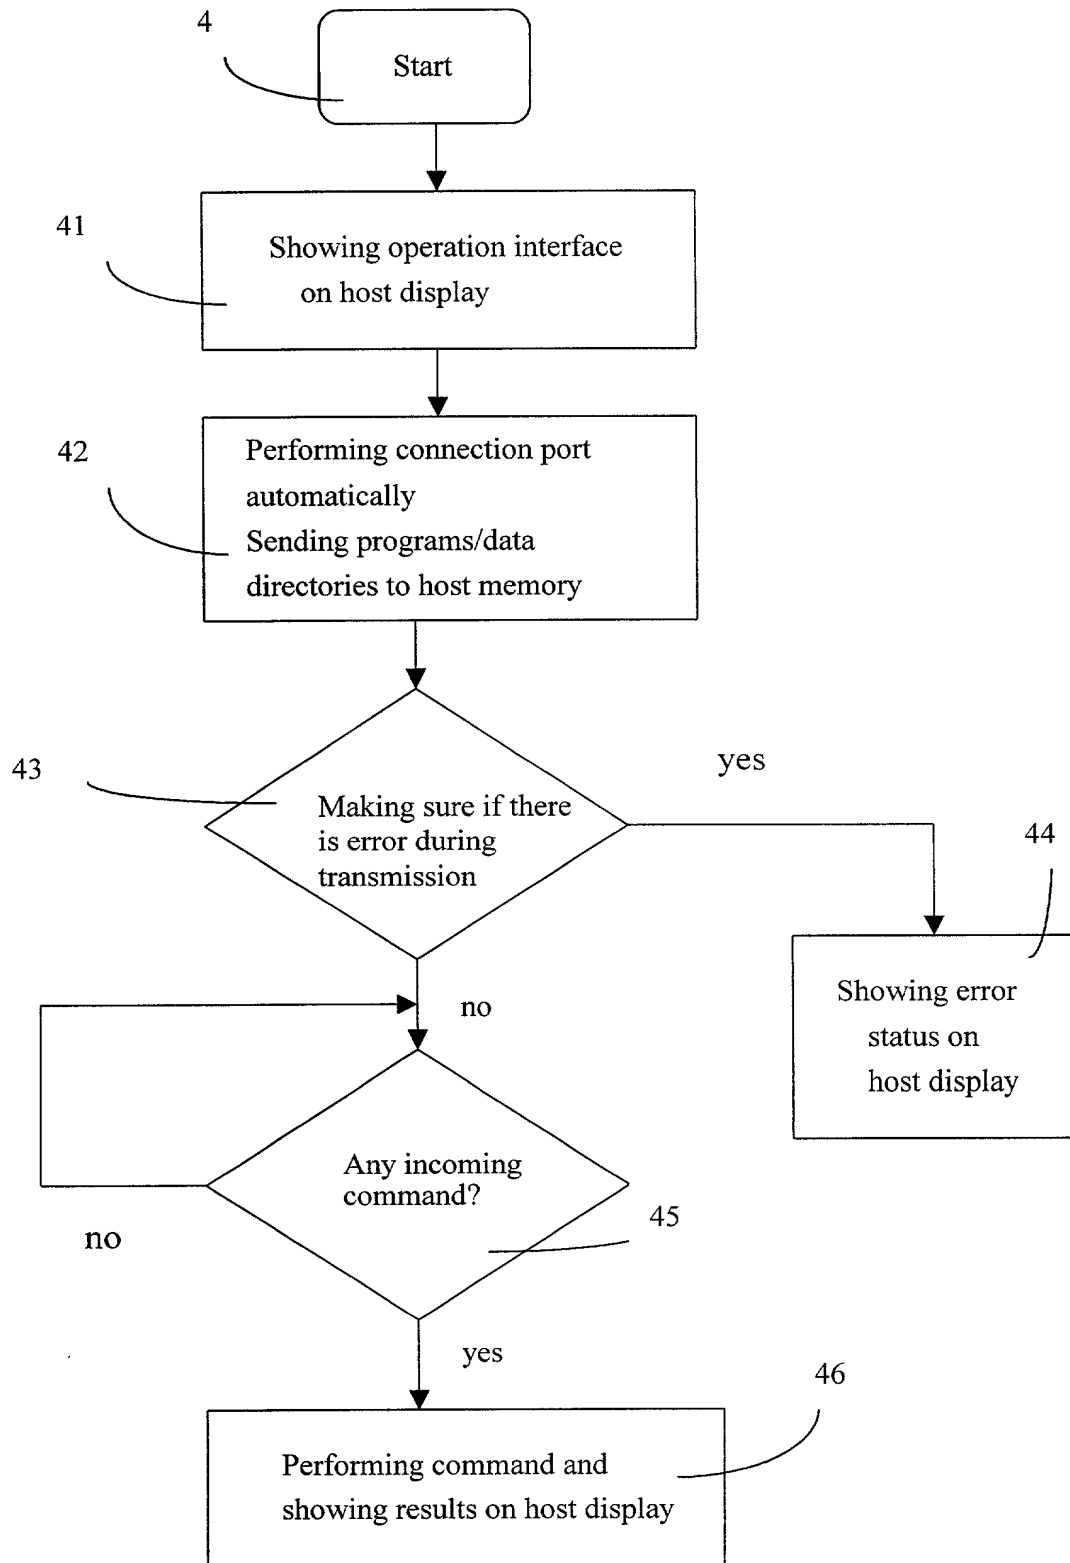 4
Start
41
Showing operation interface
on host display
42
Performing connection port
automatically
Sending programs/data
directories to host memory
43
yes
Making sure if there
is error during
transmission
44
no
Showing error
status on
host display
Any incoming
command?
45
no
yes
46
Performing command and
showing results on host display